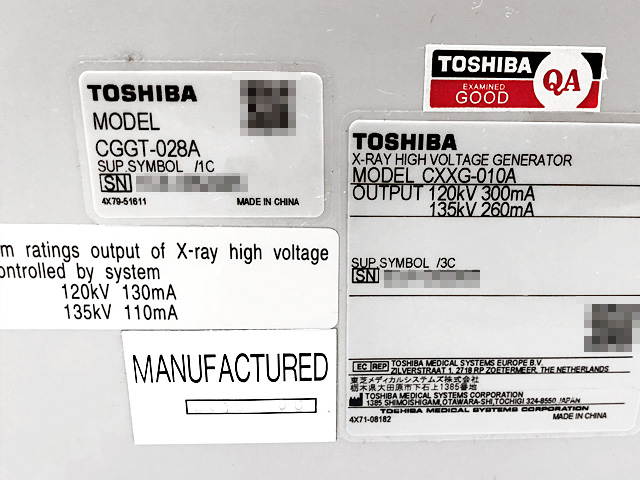 TOSHIBA
MODEL
CGGT-028A
SUP.SYMBOL /1C
SN
4X79-51611 MADE IN CHINA
TOSHIBA
EXAMINED
GOOD
QA
TOSHIBA
X-RAY HIGH VOLTAGE GENERATOR
MODEL CXXG-010A
OUTPUT 120kV 300mA
135kV 260mA
SUP.SYMBOL /3C
SN
EC REP TOSHIBA MEDICAL SYSTEMS EUROPE B.V.
ZILVERSTRAAT 1, 2718 RP ZOETERMEER, THE NETHERLANDS
東芝メディカルシステムズ株式会社
栃木県大田原市下石上1385番地
TOSHIBA MEDICAL SYSTEMS CORPORATION
1385 SHIMOISHIGAMI, OTAWARA-SHI, TOCHIGI 324-8550 JAPAN
TOSHIBA MEDICAL SYSTEMS CORPORATION
4X71-08182 MADE IN CHINA
m ratings output of X-ray high voltage
ontrolled by system
120kV 130mA
135kV 110mA
MANUFACTURED